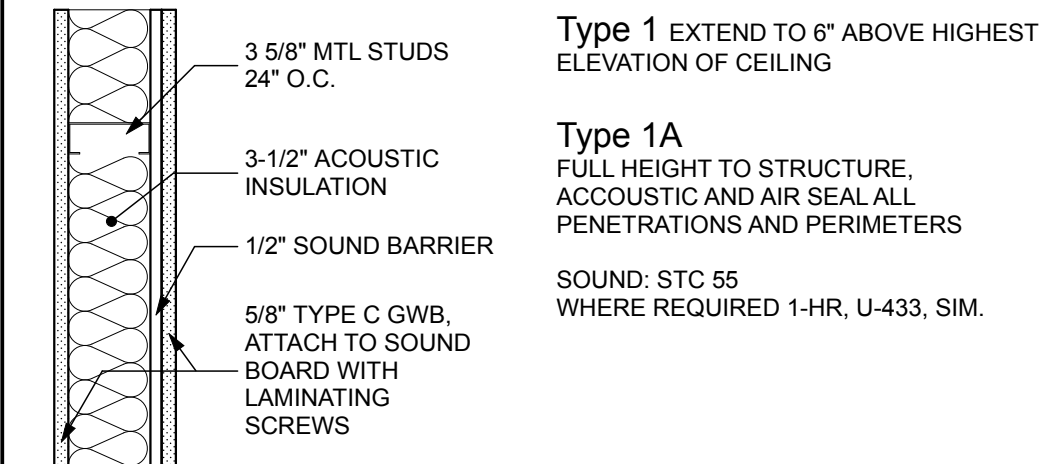 3 5/8" MTL STUDS
24" O.C.
3-1/2" ACOUSTIC
INSULATION
1/2" SOUND BARRIER
5/8" TYPE C GWB,
ATTACH TO SOUND
BOARD WITH
LAMINATING
SCREWS
Type 1 EXTEND TO 6" ABOVE HIGHEST
ELEVATION OF CEILING
Type 1A
FULL HEIGHT TO STRUCTURE,
ACCOUSTIC AND AIR SEAL ALL
PENETRATIONS AND PERIMETERS
SOUND: STC 55
WHERE REQUIRED 1-HR, U-433, SIM.